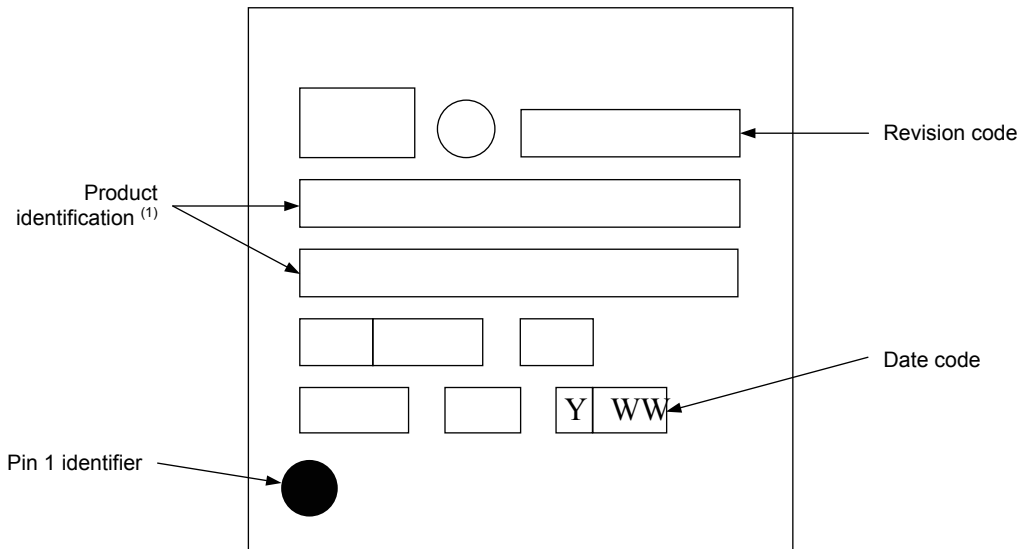 Revision code
Product
identification (1)
Date code
Y WW
Pin 1 identifier